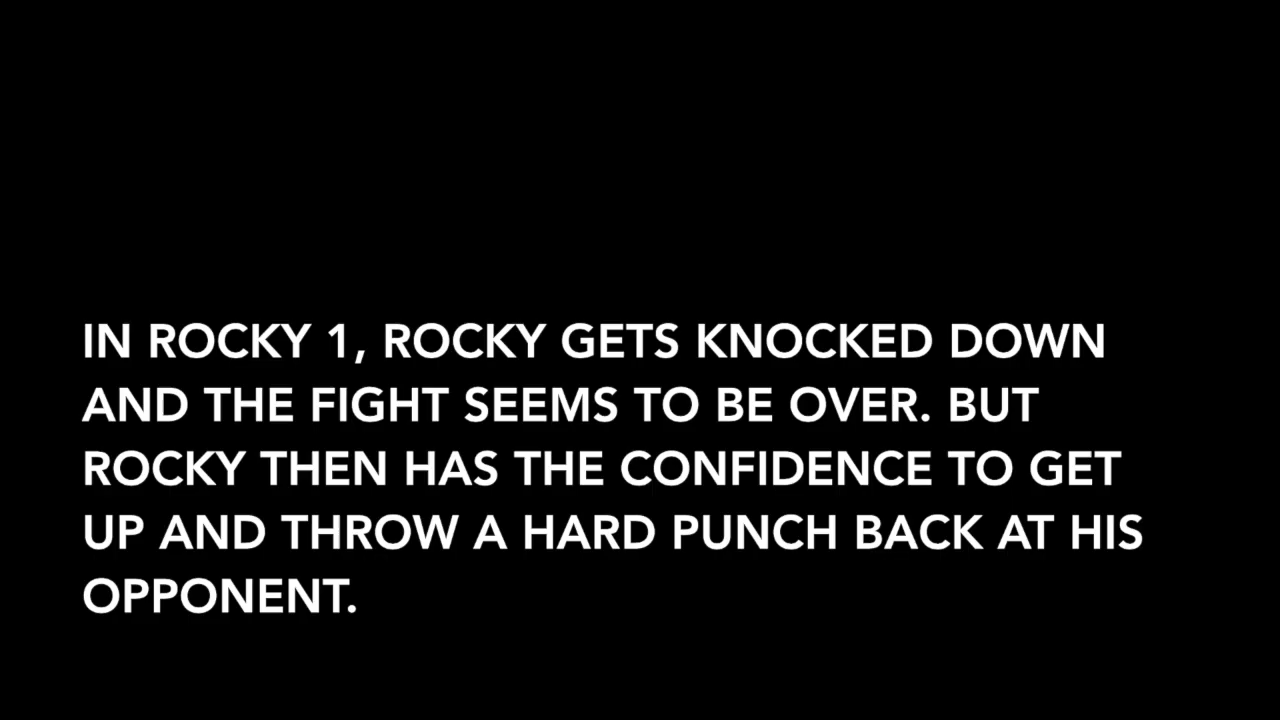 IN ROCKY 1, ROCKY GETS KNOCKED DOWN
AND THE FIGHT SEEMS TO BE OVER. BUT
ROCKY THEN HAS THE CONFIDENCE TO GET
UP AND THROW A HARD PUNCH BACK AT HIS
OPPONENT.